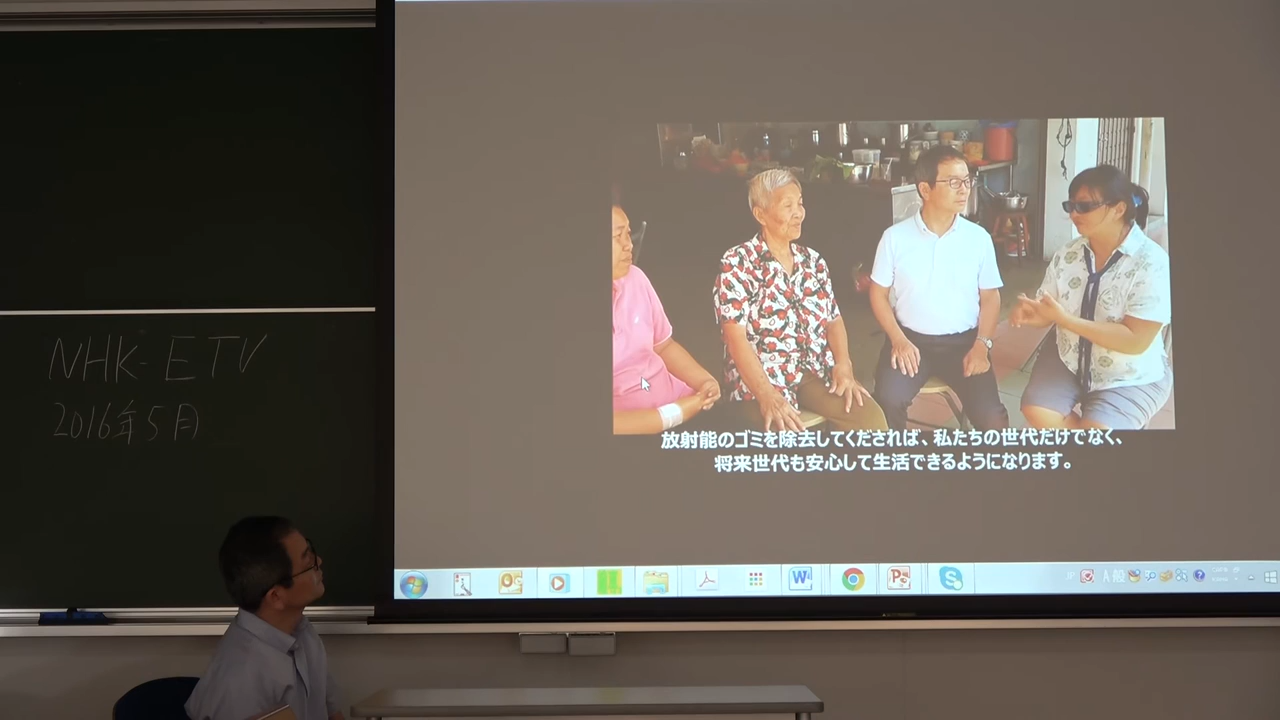 NHK-ETV
2016年5月
放射能のゴミを除去してくだされば、私たちの世代だけでなく、
将来世代も安心して生活できるようになります。